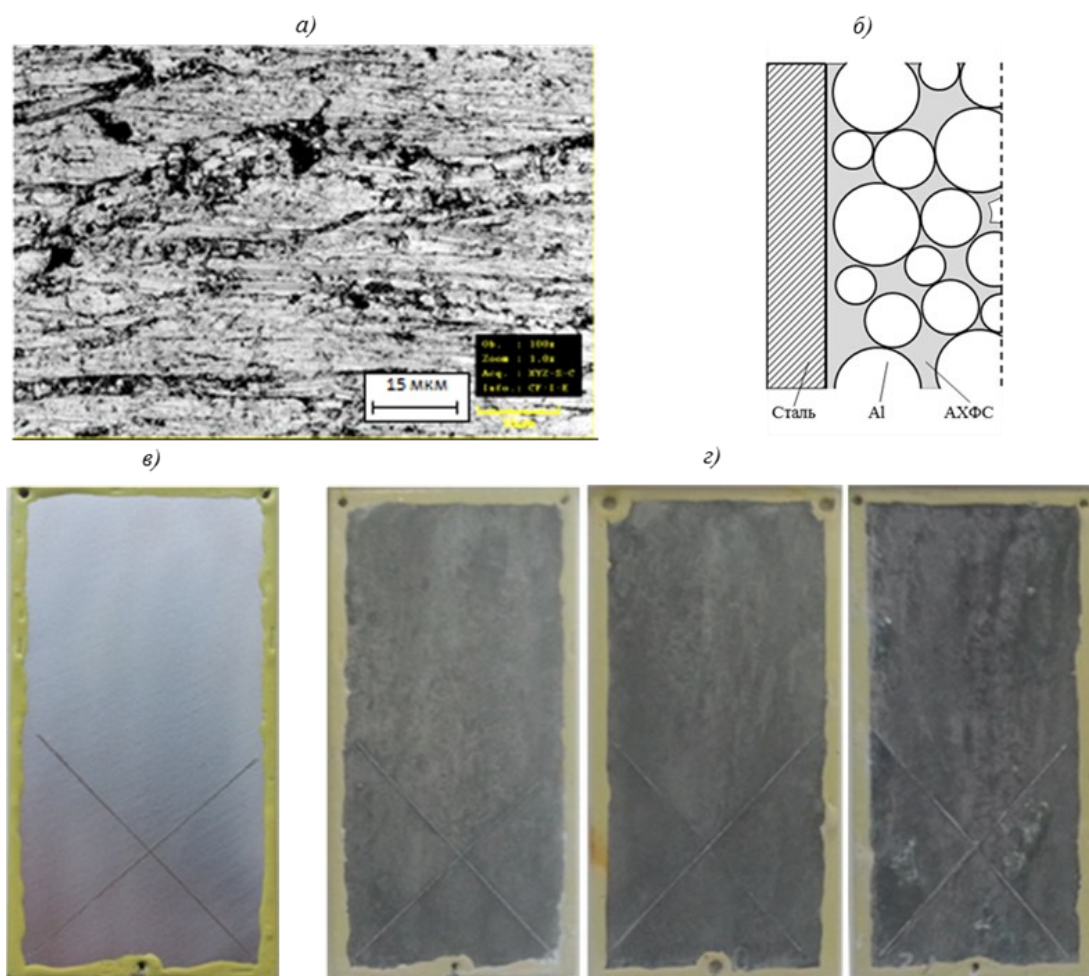 а)
б)
Ob. : 100x
Zoom : 1.0x
Acq. : XYZ-S-C
Info.: CF-I-K
15 мкм
Сталь
Al
АХФС
в)
г)